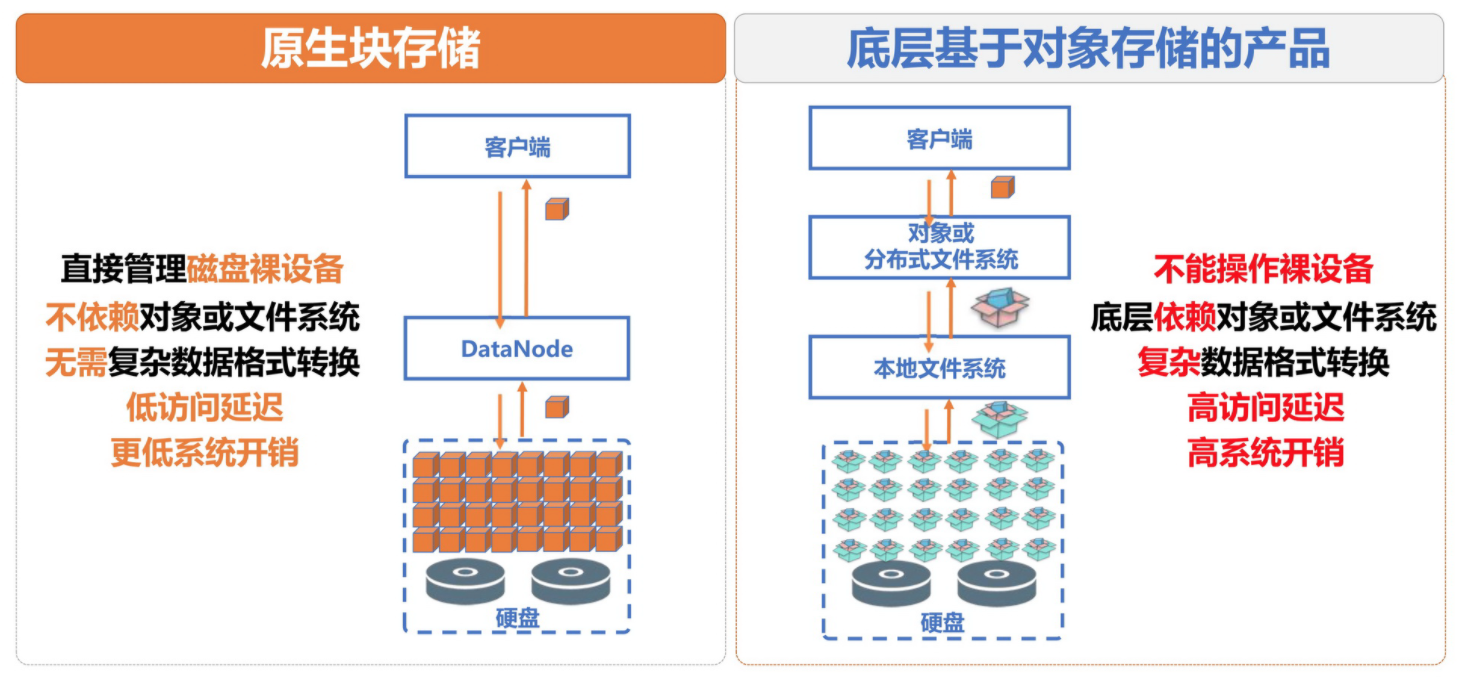 原生块存储
直接管理磁盘裸设备
不依赖对象或文件系统
无需复杂数据格式转换
低访问延迟
更低系统开销
客户端
DataNode
硬盘
底层基于对象存储的产品
客户端
对象或
分布式文件系统
本地文件系统
硬盘
不能操作裸设备
底层依赖对象或文件系统
复杂数据格式转换
高访问延迟
高系统开销